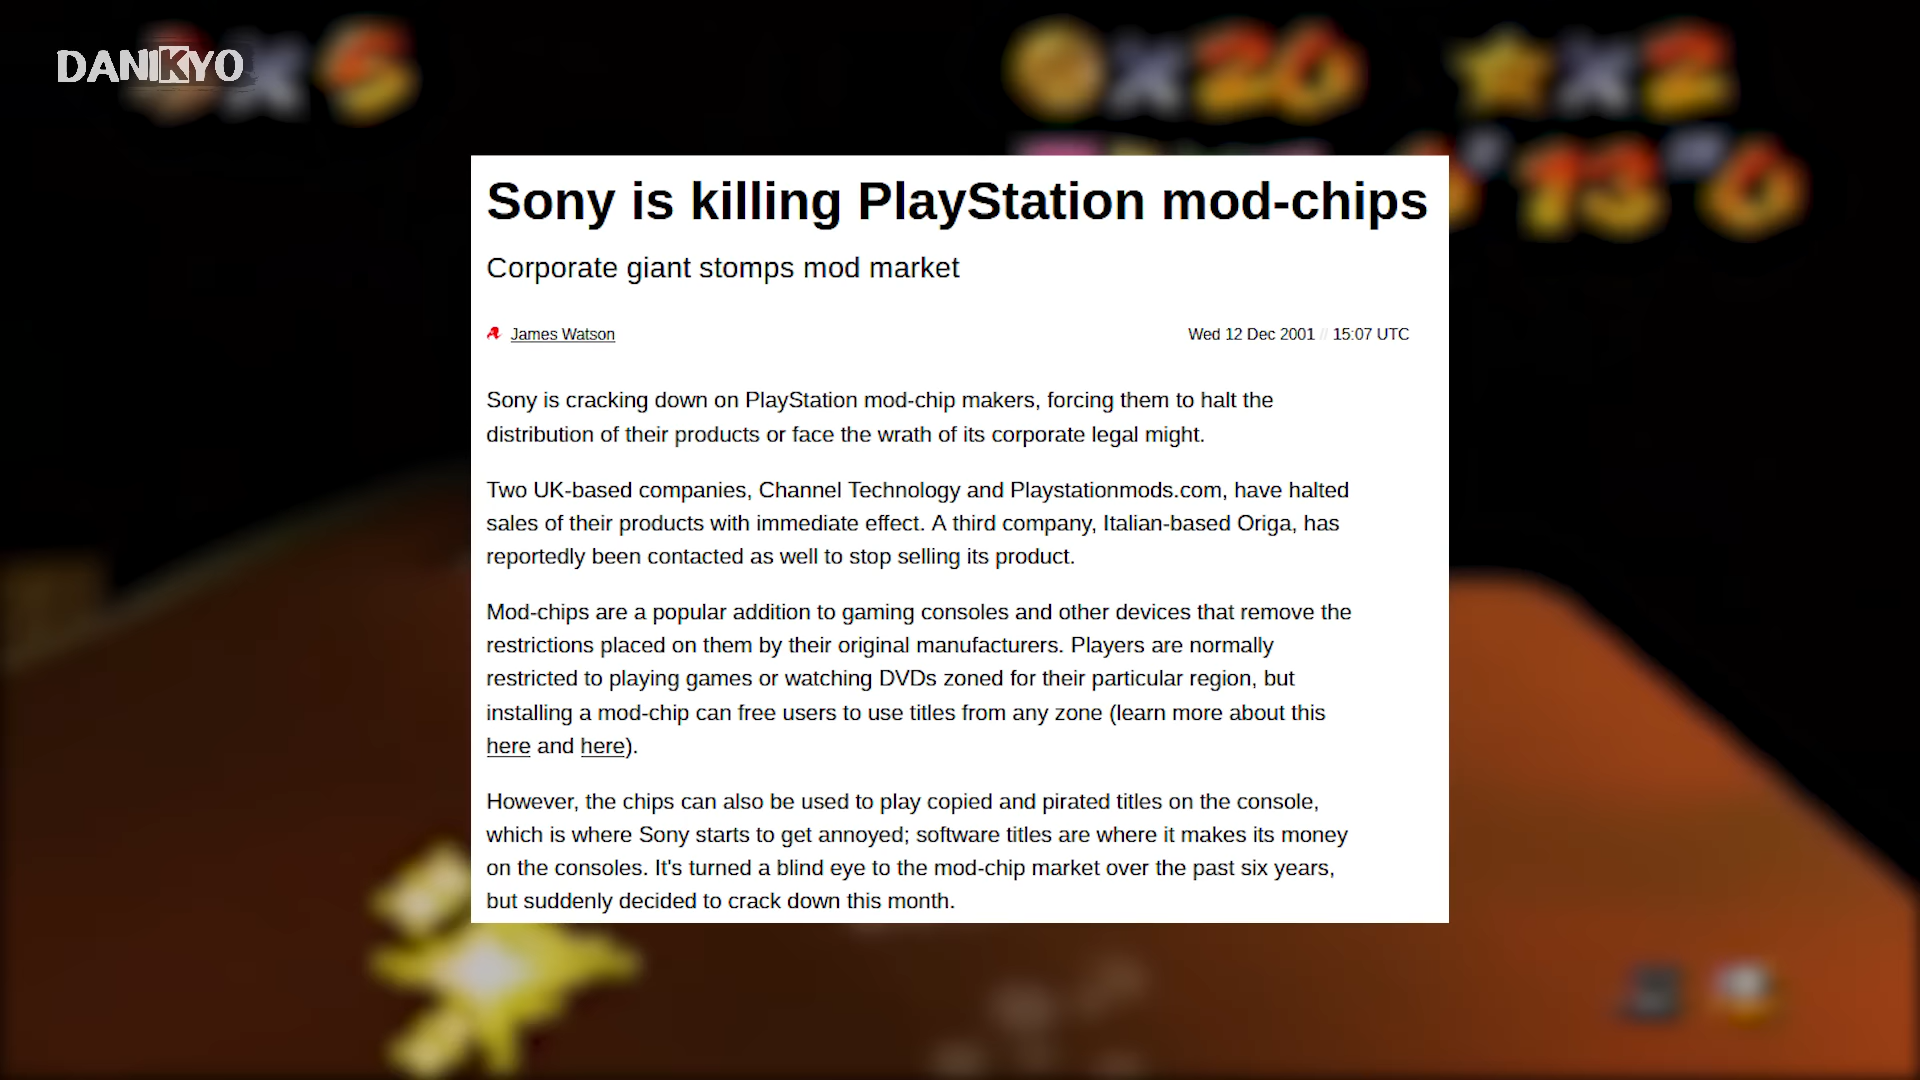 DANIKYO
x 5
x 26
x 2
13 6
Sony is killing PlayStation mod-chips
Corporate giant stomps mod market
James Watson
Wed 12 Dec 2001 // 15:07 UTC
Sony is cracking down on PlayStation mod-chip makers, forcing them to halt the
distribution of their products or face the wrath of its corporate legal might.
Two UK-based companies, Channel Technology and Playstationmods.com, have halted
sales of their products with immediate effect. A third company, Italian-based Origa, has
reportedly been contacted as well to stop selling its product.
Mod-chips are a popular addition to gaming consoles and other devices that remove the
restrictions placed on them by their original manufacturers. Players are normally
restricted to playing games or watching DVDs zoned for their particular region, but
installing a mod-chip can free users to use titles from any zone (learn more about this
here and here).
However, the chips can also be used to play copied and pirated titles on the console,
which is where Sony starts to get annoyed; software titles are where it makes its money
on the consoles. It's turned a blind eye to the mod-chip market over the past six years,
but suddenly decided to crack down this month.